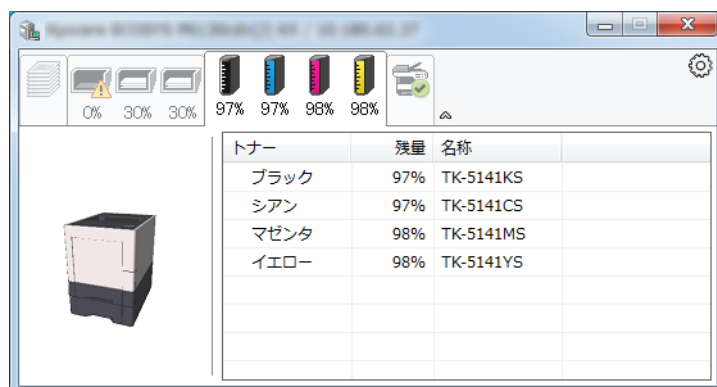 0% 30% 30% 97% 97% 98% 98%
トナー 残量 名称
ブラック 97% TK-5141KS
シアン 97% TK-5141CS
マゼンタ 98% TK-5141MS
イエロー 98% TK-5141YS